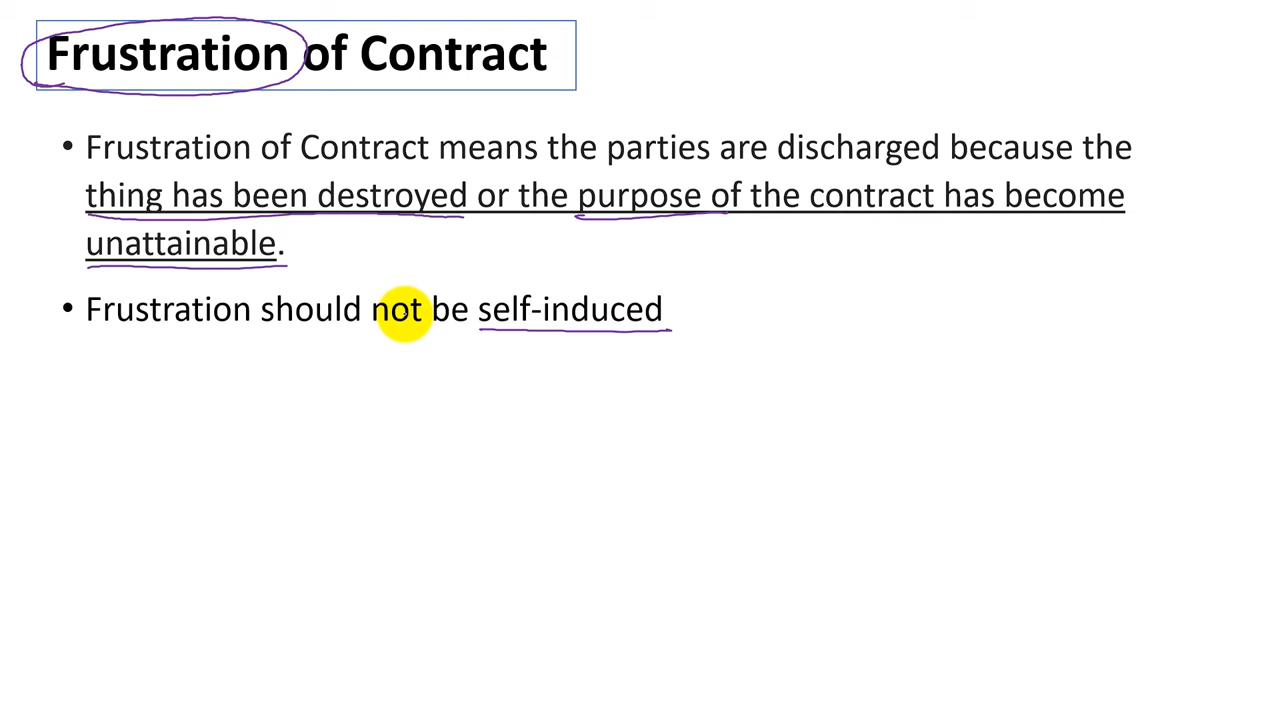 Frustration of Contract
• Frustration of Contract means the parties are discharged because the
thing has been destroyed or the purpose of the contract has become
unattainable.
• Frustration should not be self-induced